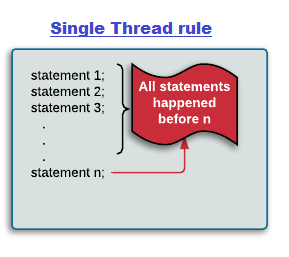 Single Thread rule
statement 1;
statement 2;
statement 3;
.
.
.
statement n;
All statements
happened
before n